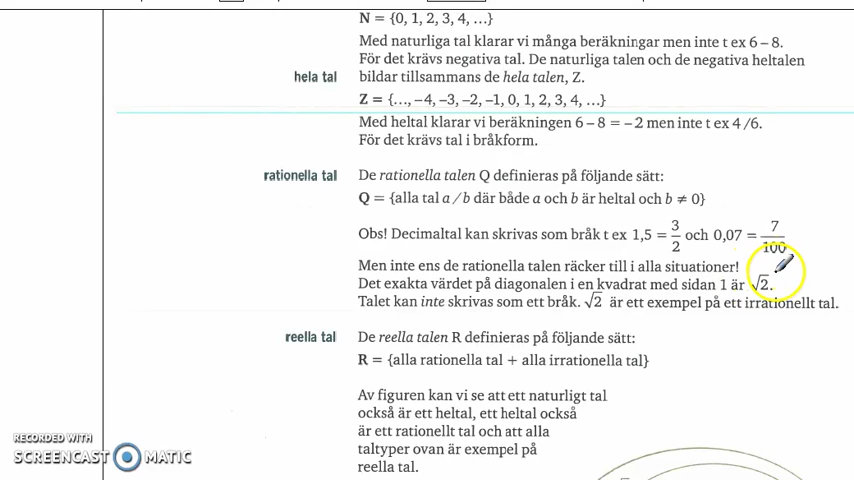 N = {0, 1, 2, 3, 4, …}
Med naturliga tal klarar vi många beräkningar men inte t ex 6 – 8.
För det krävs negativa tal. De naturliga talen och de negativa heltalen
hela tal bildar tillsammans de hela talen, Z.
Z = {…, –4, –3, –2, –1, 0, 1, 2, 3, 4, …}
Med heltal klarar vi beräkningen 6 – 8 = – 2 men inte t ex 4/6.
För det krävs tal i bråkform.
rationella tal De rationella talen Q definieras på följande sätt:
Q = {alla tal a/b där både a och b är heltal och b ≠ 0}
Obs! Decimaltal kan skrivas som bråk t ex 1,5 = 3/2 och 0,07 = 7/100
Men inte ens de rationella talen räcker till i alla situationer!
Det exakta värdet på diagonalen i en kvadrat med sidan 1 är √2.
Talet kan inte skrivas som ett bråk. √2 är ett exempel på ett irrationellt tal.
reella tal De reella talen R definieras på följande sätt:
R = {alla rationella tal + alla irrationella tal}
Av figuren kan vi se att ett naturligt tal
också är ett heltal, ett heltal också
är ett rationellt tal och att alla
taltyper ovan är exempel på
reella tal.
RECORDED WITH
SCREENCAST MATIC